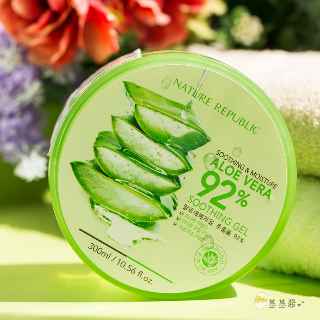 NATURE REPUBLIC
SOOTHING & MOISTURE
ALOE VERA
92%
SOOTHING GEL
300ml / 10.56 fl.oz